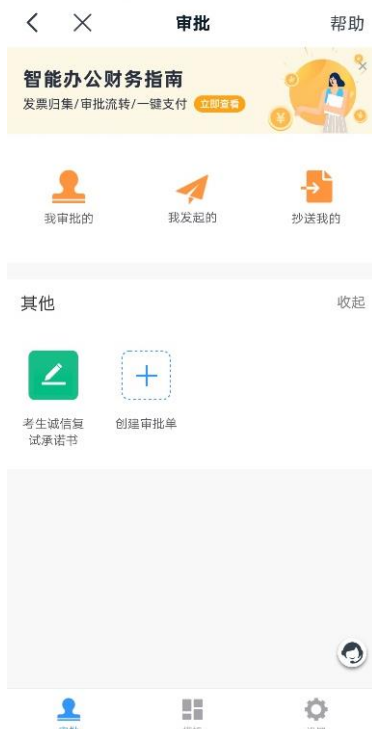 审批
帮助
智能办公财务指南
发票归集/审批流转/一键支付 立即查看
我审批的
我发起的
抄送我的
其他
收起
考生诚信复
试承诺书
创建审批单